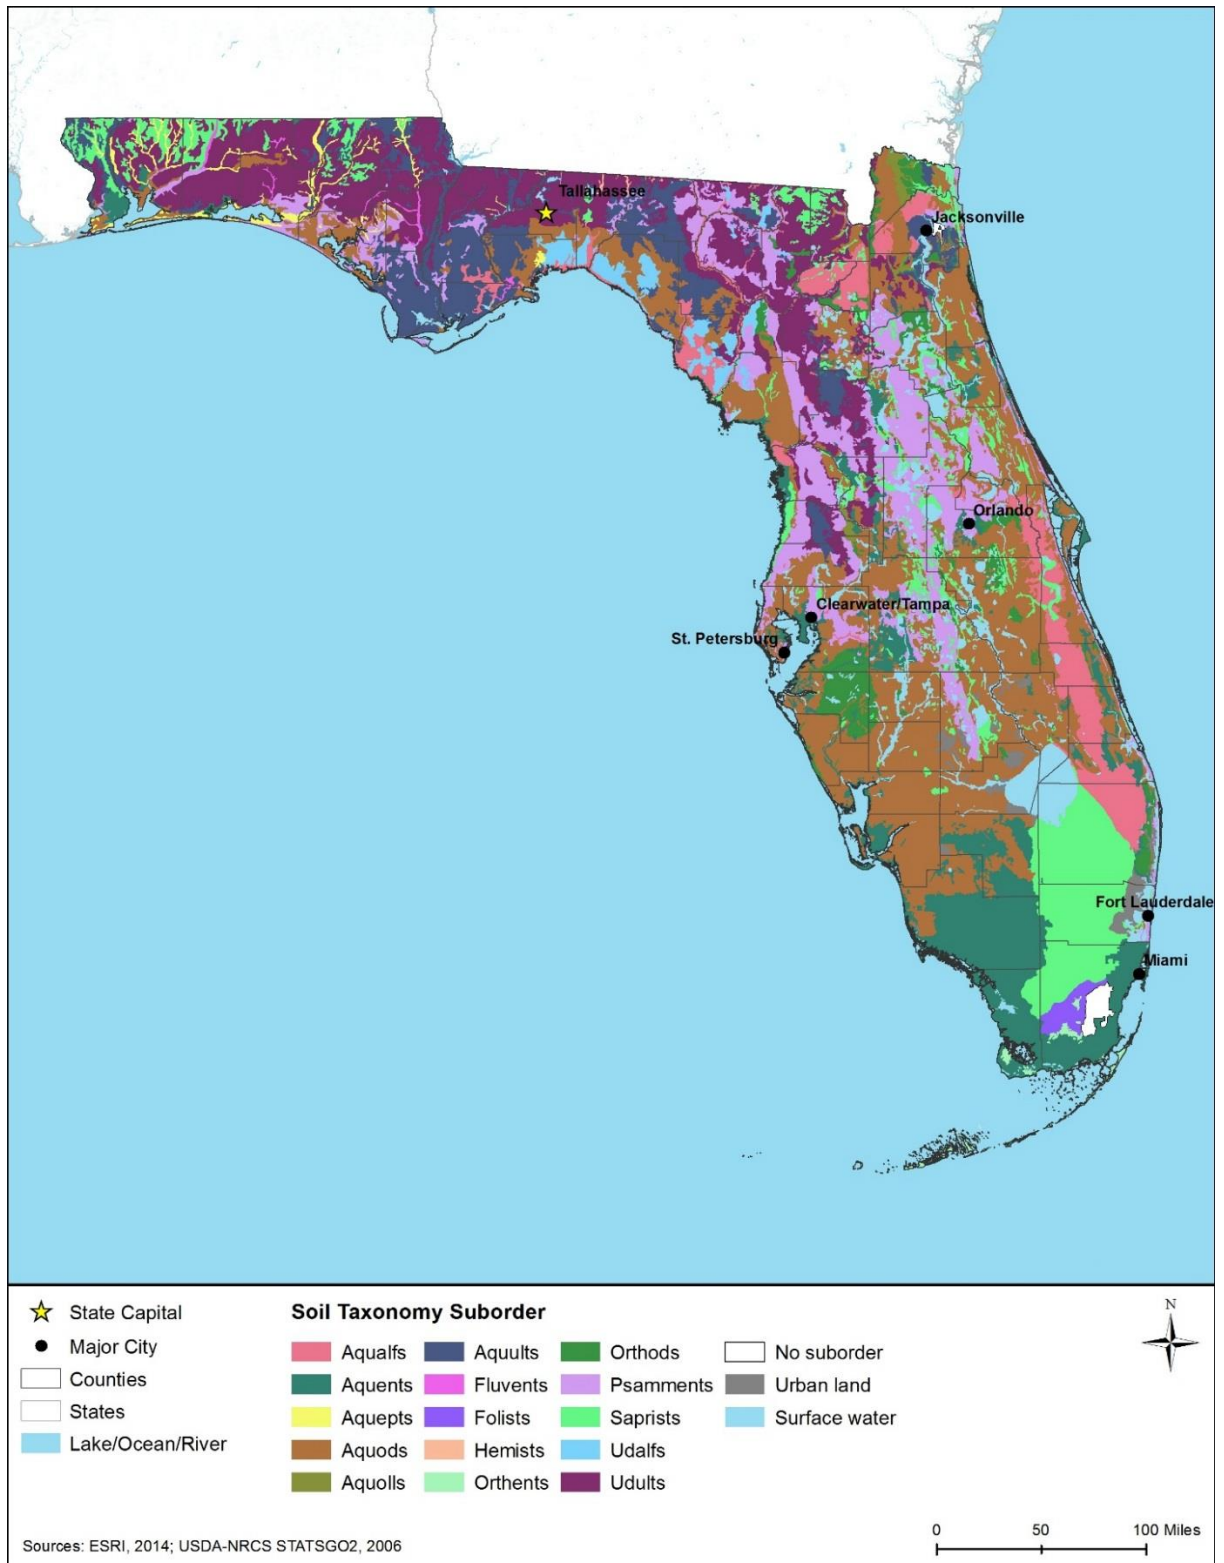 Tallahassee
Jacksonville
Orlando
Clearwater/Tampa
St. Petersburg
Fort Lauderdale
Miami
State Capital
Major City
Counties
States
Lake/Ocean/River
Soil Taxonomy Suborder
Aqualfs
Aquents
Aquepts
Aquods
Aquolls
Aquults
Fluvents
Folists
Hemists
Orthents
Orthods
Psamments
Saprists
Udalfs
Udults
No suborder
Urban land
Surface water
N
Sources: ESRI, 2014; USDA-NRCS STATSGO2, 2006
0 50 100 Miles